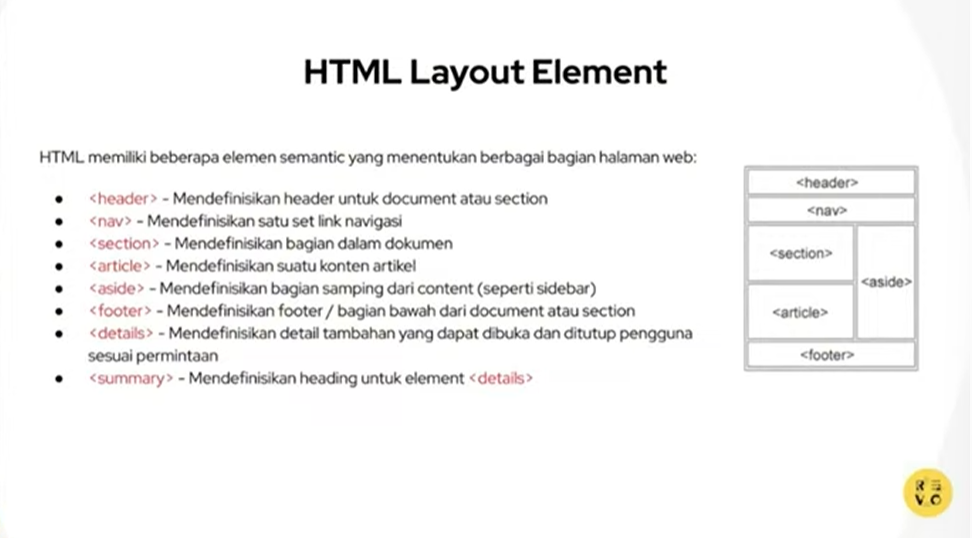 HTML Layout Element
HTML memiliki beberapa elemen semantic yang menentukan berbagai bagian halaman web:
● <header> - Mendefinisikan header untuk document atau section
● <nav> - Mendefinisikan satu set link navigasi
● <section> - Mendefinisikan bagian dalam dokumen
● <article> - Mendefinisikan suatu konten artikel
● <aside> - Mendefinisikan bagian samping dari content (seperti sidebar)
● <footer> - Mendefinisikan footer / bagian bawah dari document atau section
● <details> - Mendefinisikan detail tambahan yang dapat dibuka dan ditutup pengguna
sesuai permintaan
● <summary> - Mendefinisikan heading untuk element <details>
<header>
<nav>
<section>
<aside>
<article>
<footer>